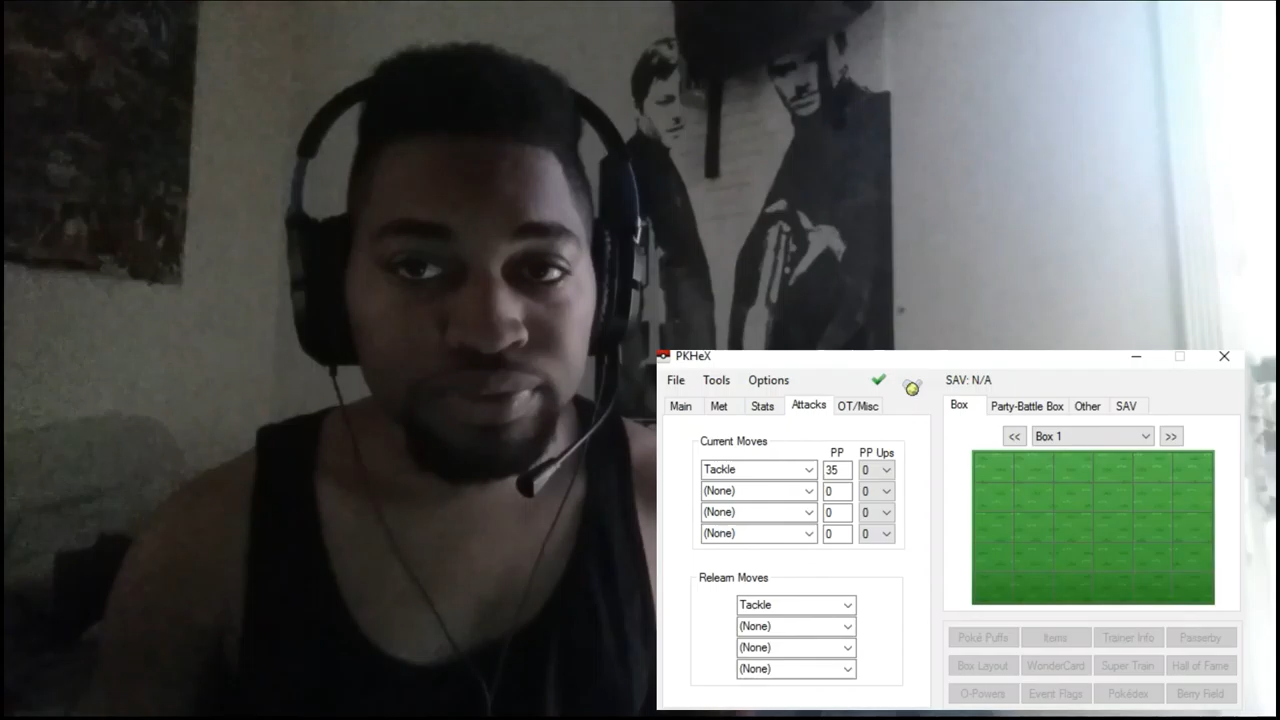 PKHeX
File Tools Options SAV: N/A
Main Met Stats Attacks OT/Misc Box Party-Battle Box Other SAV
<< Box 1 >>
Current Moves
PP PP Ups
Tackle 35 0
(None) 0 0
(None) 0 0
(None) 0 0
Relearn Moves
Tackle
(None)
(None)
(None)
Poké Puffs Items Trainer Info Passerby
Box Layout WonderCard Super Train Hall of Fame
O-Powers Event Flags Pokédex Berry Field